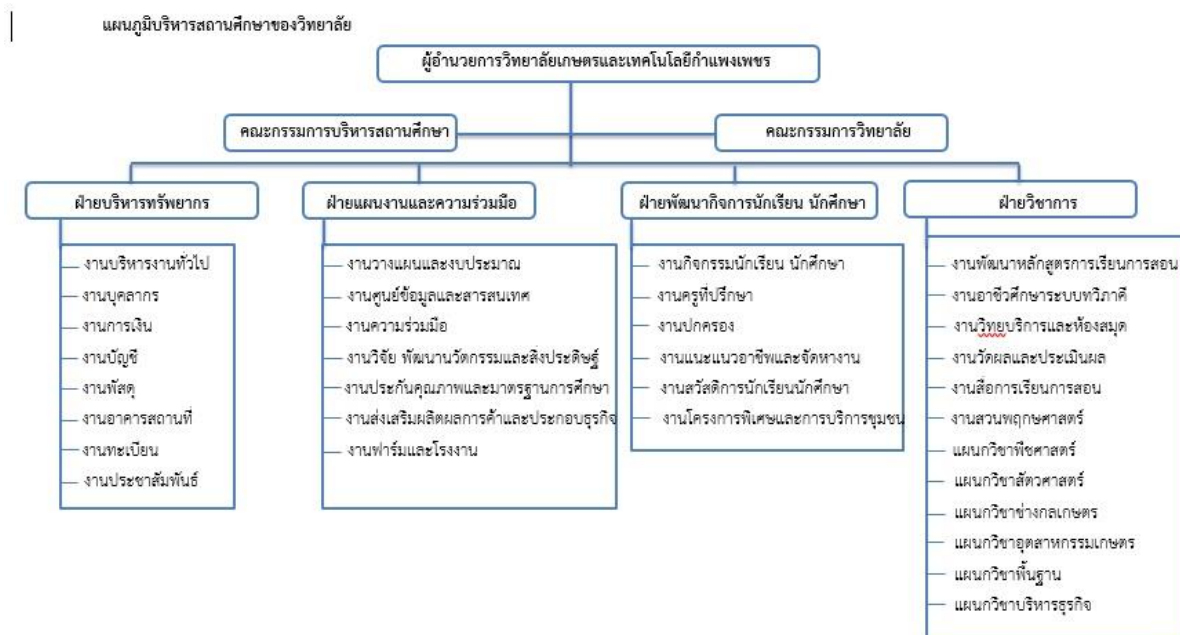 แผนภูมิบริหารสถานศึกษาของวิทยาลัย
ผู้อำนวยการวิทยาลัยเกษตรและเทคโนโลยีกำแพงเพชร
คณะกรรมการบริหารสถานศึกษา
คณะกรรมการวิทยาลัย
ฝ่ายบริหารทรัพยากร
งานบริหารงานทั่วไป
งานบุคลากร
งานการเงิน
งานบัญชี
งานพัสดุ
งานอาคารสถานที่
งานทะเบียน
งานประชาสัมพันธ์
ฝ่ายแผนงานและความร่วมมือ
งานวางแผนและงบประมาณ
งานศูนย์ข้อมูลและสารสนเทศ
งานความร่วมมือ
งานวิจัย พัฒนานวัตกรรมและสิ่งประดิษฐ์
งานประกันคุณภาพและมาตรฐานการศึกษา
งานส่งเสริมผลิตผลการค้าและประกอบธุรกิจ
งานฟาร์มและโรงงาน
ฝ่ายพัฒนากิจการนักเรียน นักศึกษา
งานกิจกรรมนักเรียน นักศึกษา
งานครูที่ปรึกษา
งานปกครอง
งานแนะแนวอาชีพและจัดหางาน
งานสวัสดิการนักเรียนนักศึกษา
งานโครงการพิเศษและการบริการชุมชน
ฝ่ายวิชาการ
งานพัฒนาหลักสูตรการเรียนการสอน
งานอาชีวศึกษาระบบทวิภาคี
งานวิทยบริการและห้องสมุด
งานวัดผลและประเมินผล
งานสื่อการเรียนการสอน
งานสวนพฤกษศาสตร์
แผนกวิชาพืชศาสตร์
แผนกวิชาสัตวศาสตร์
แผนกวิชาช่างกลเกษตร
แผนกวิชาอุตสาหกรรมเกษตร
แผนกวิชาพื้นฐาน
แผนกวิชาบริหารธุรกิจ